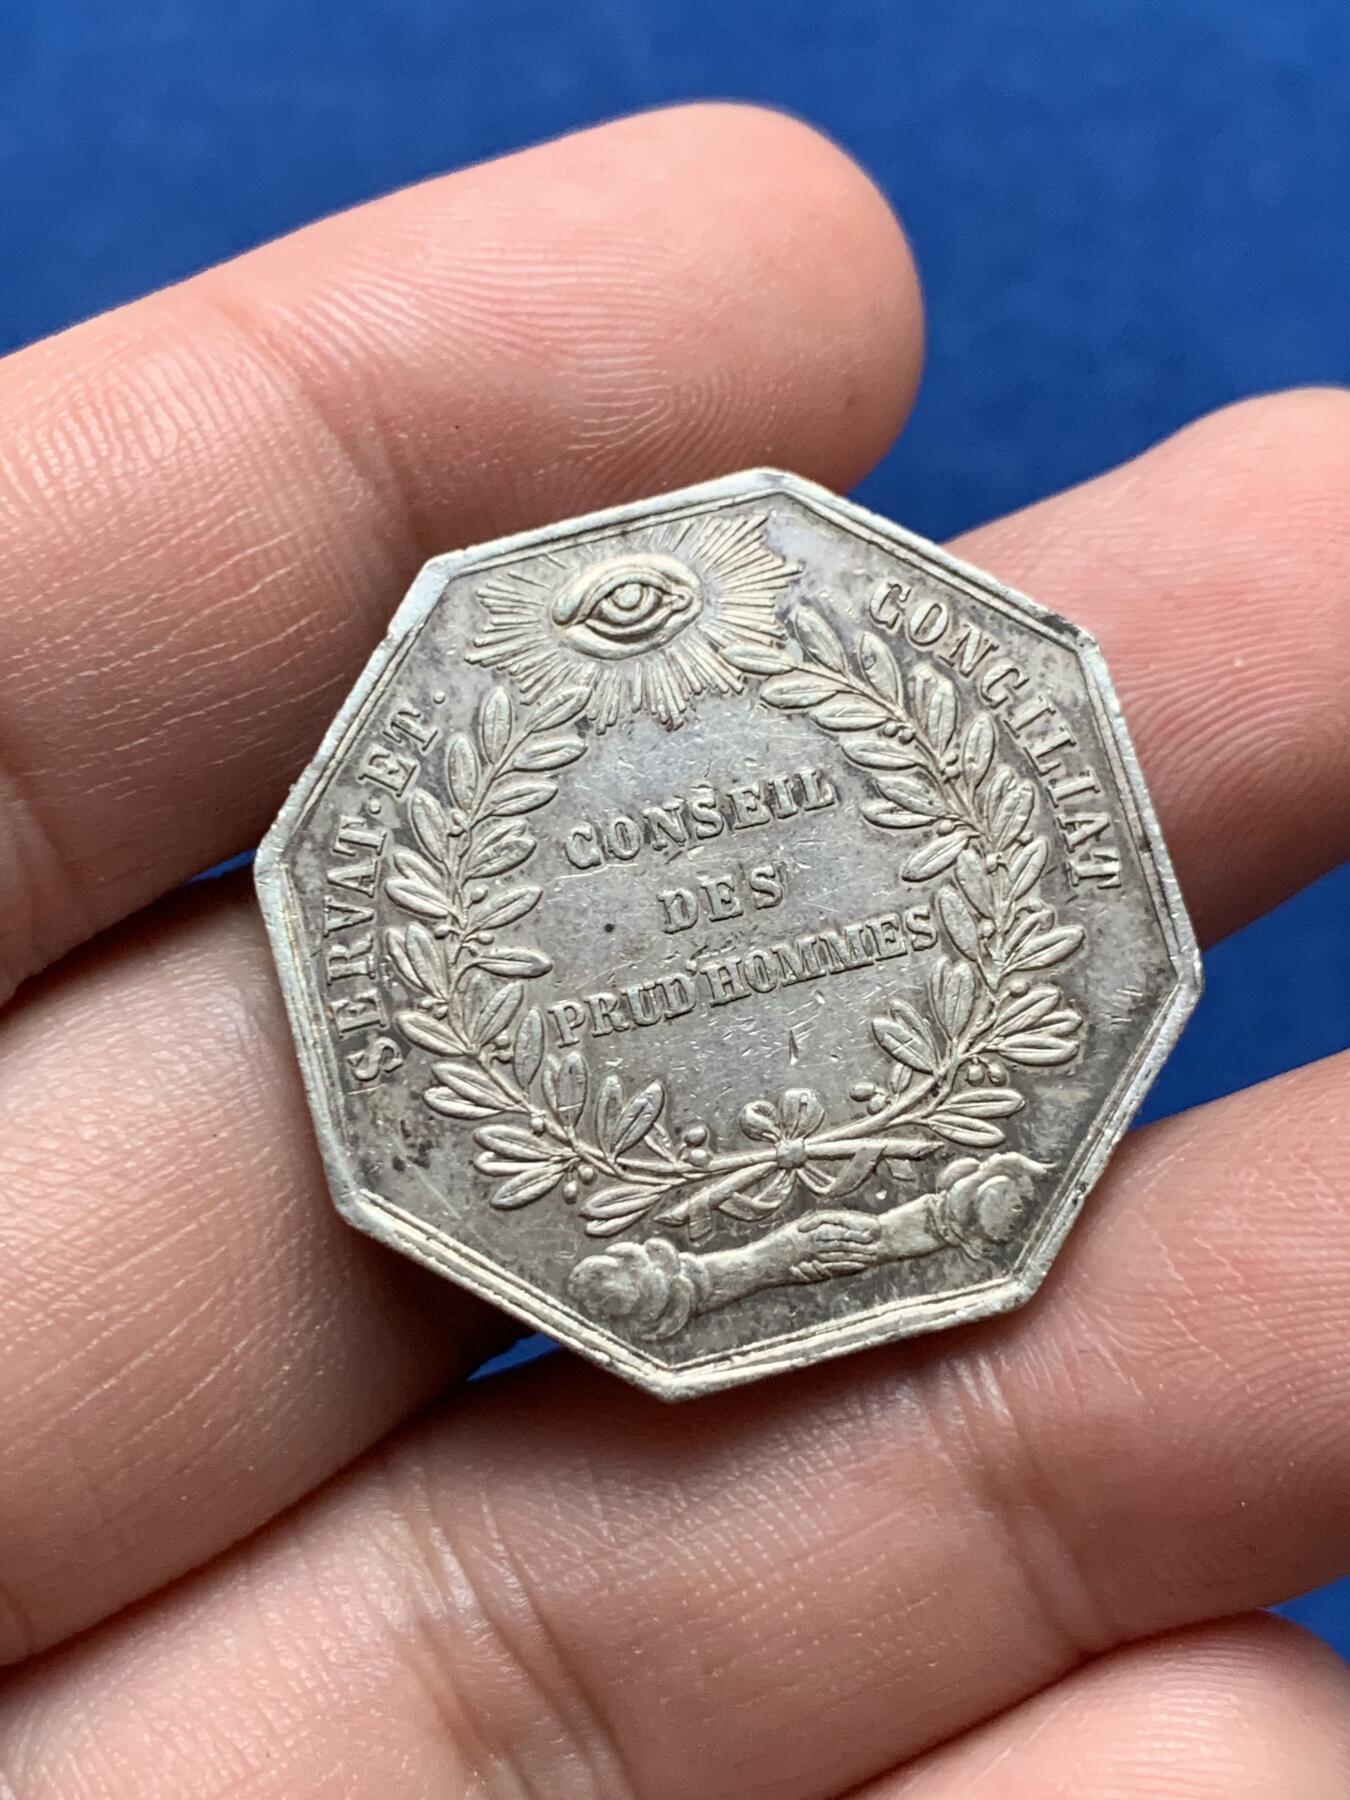 SERVAT·ET·
CONCILIAT
CONSEIL
DES
PRUD'HOMMES